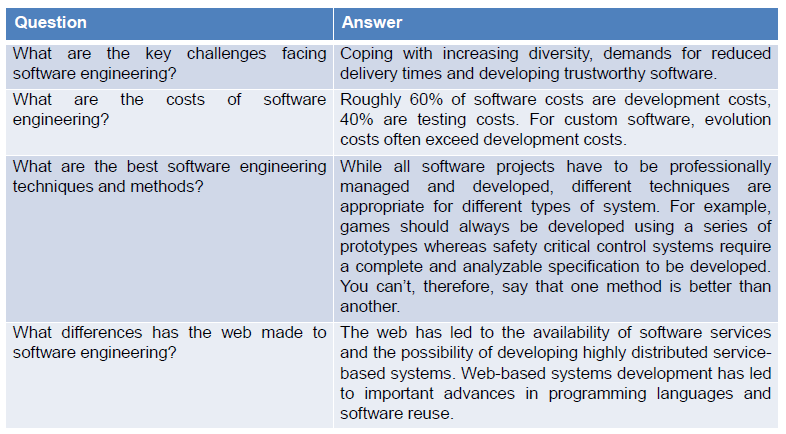 Question
Answer
What are the key challenges facing
software engineering?
Coping with increasing diversity, demands for reduced
delivery times and developing trustworthy software.
What are the costs of software
engineering?
Roughly 60% of software costs are development costs,
40% are testing costs. For custom software, evolution
costs often exceed development costs.
What are the best software engineering
techniques and methods?
While all software projects have to be professionally
managed and developed, different techniques are
appropriate for different types of system. For example,
games should always be developed using a series of
prototypes whereas safety critical control systems require
a complete and analyzable specification to be developed.
You can't, therefore, say that one method is better than
another.
What differences has the web made to
software engineering?
The web has led to the availability of software services
and the possibility of developing highly distributed service-
based systems. Web-based systems development has led
to important advances in programming languages and
software reuse.